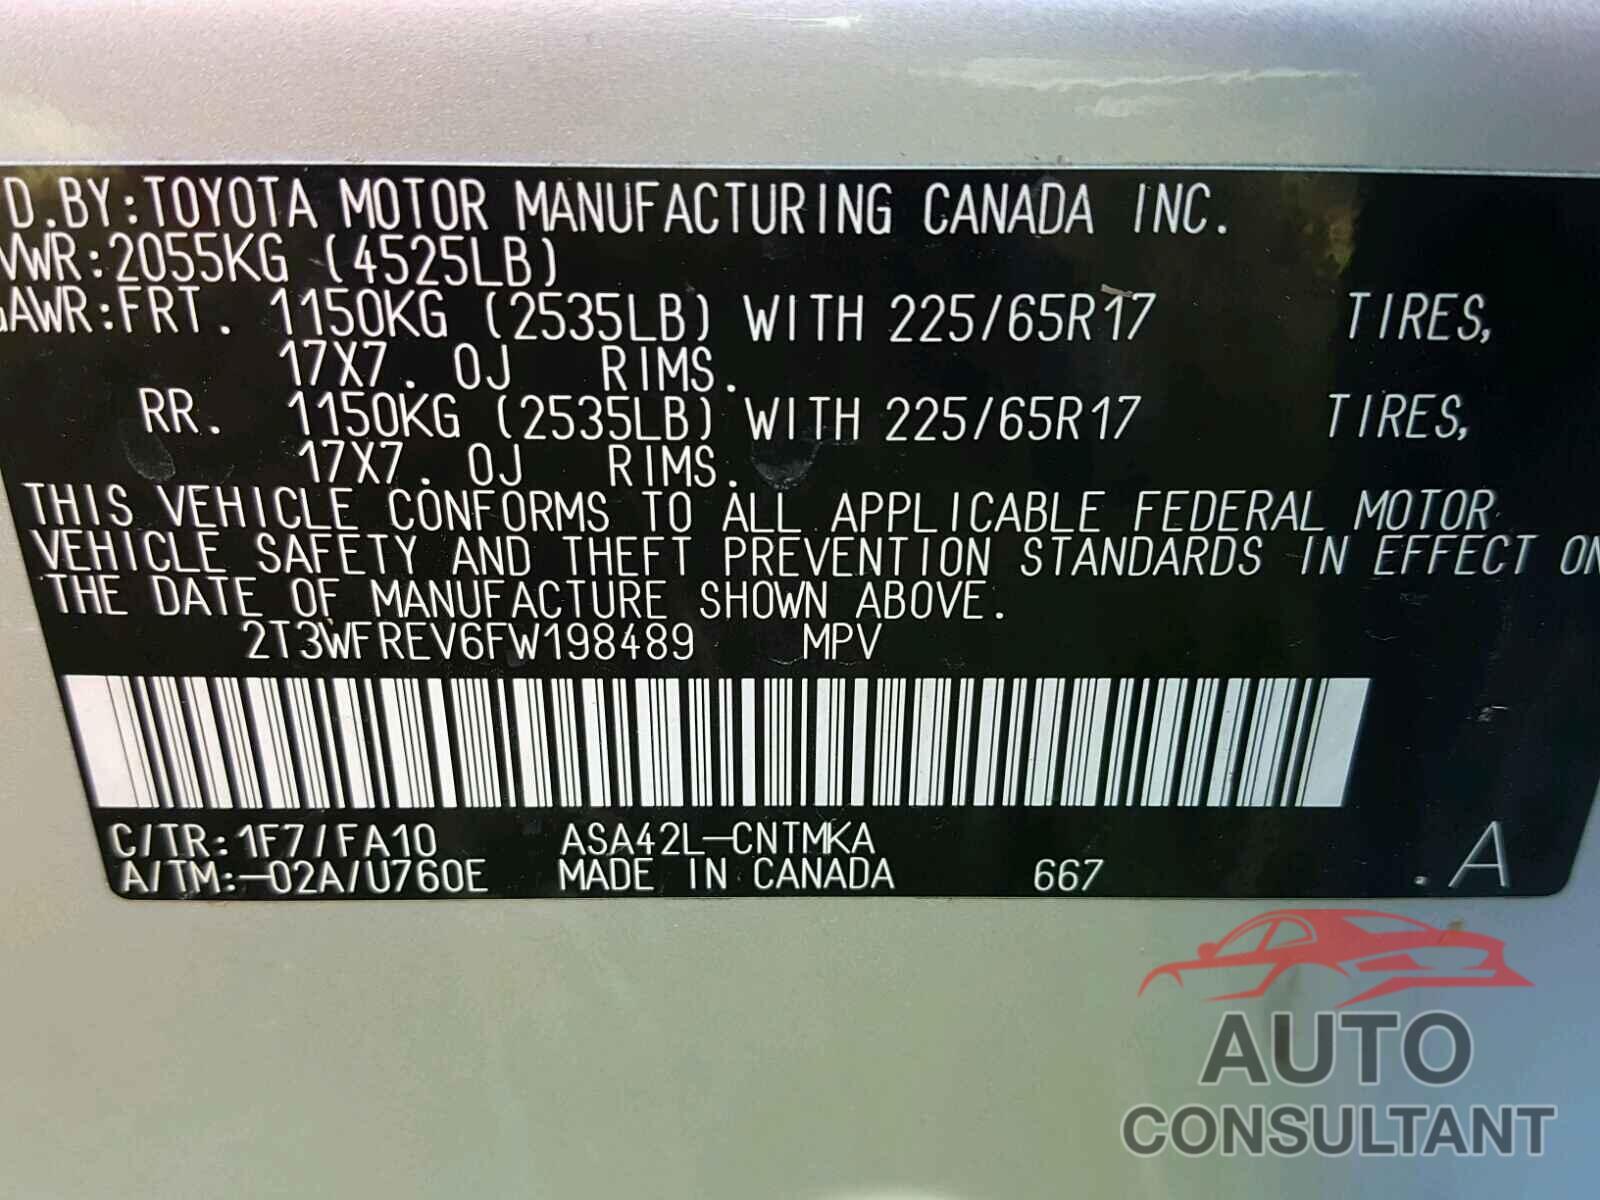 D.BY:TOYOTA MOTOR MANUFACTURING CANADA INC.
VWR:2055KG (4525LB)
GAWR:FRT. 1150KG (2535LB) WITH 225/65R17 TIRES,
17X7.0J RIMS.
RR. 1150KG (2535LB) WITH 225/65R17 TIRES,
17X7.0J RIMS.
THIS VEHICLE CONFORMS TO ALL APPLICABLE FEDERAL MOTOR
VEHICLE SAFETY AND THEFT PREVENTION STANDARDS IN EFFECT ON
THE DATE OF MANUFACTURE SHOWN ABOVE.
2T3WFREV6FW198489 MPV
C/TR:1F7/FA10 ASA42L-CNTMKA
A/TM:-02A/U760E MADE IN CANADA 667 .A
AUTO
CONSULTANT